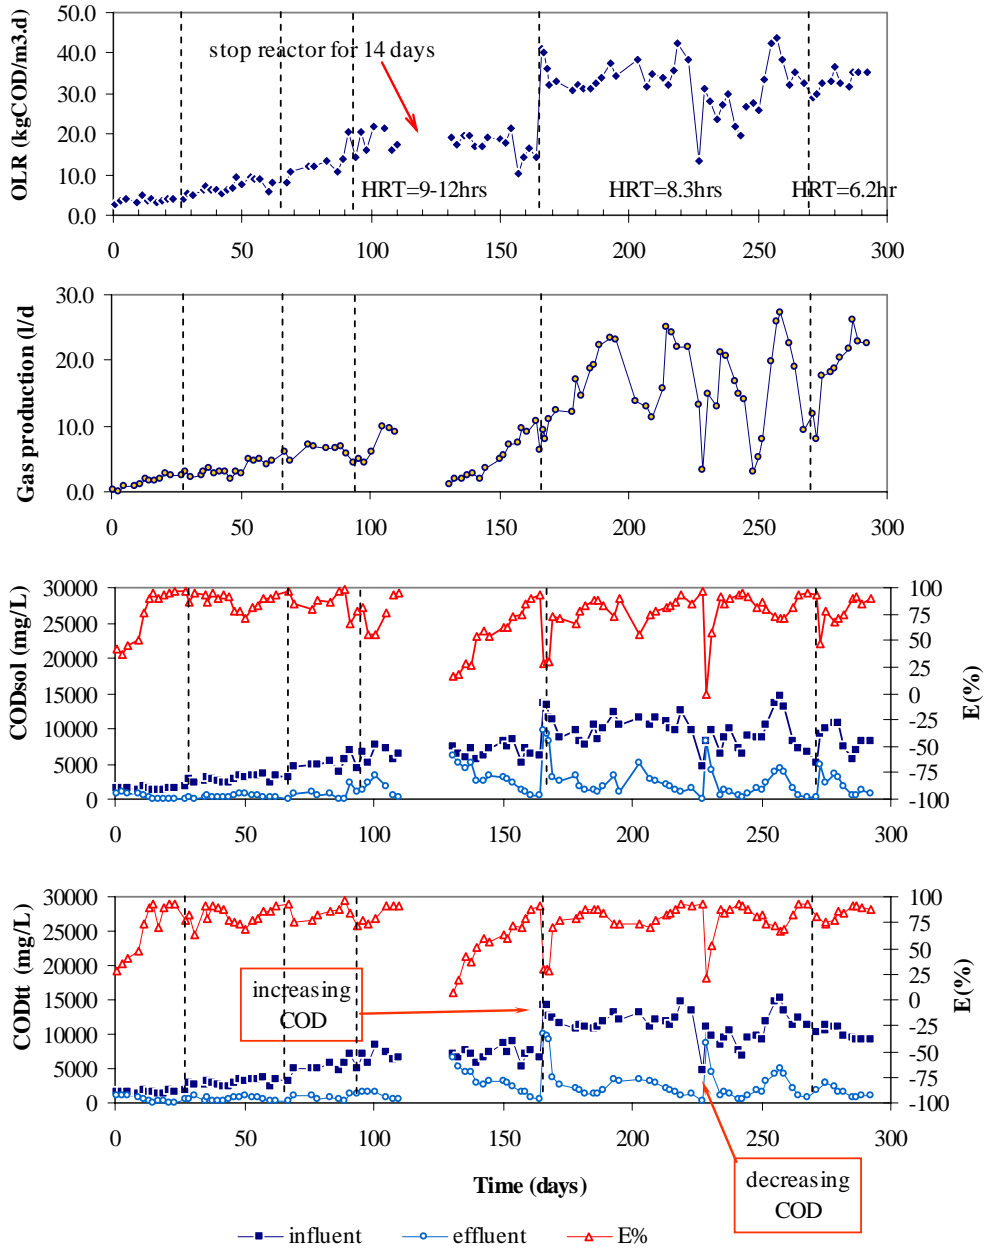 OLR (kgCOD/m3.d)
50.0
40.0
30.0
20.0
10.0
0.0
stop reactor for 14 days
HRT=9-12hrs
HRT=8.3hrs
HRT=6.2hr
0 50 100 150 200 250 300
Gas production (l/d
30.0
20.0
10.0
0.0
0 50 100 150 200 250 300
CODsol (mg/L)
30000
25000
20000
15000
10000
5000
0
100
75
50
25
0
-25
-50
-75
-100
E(%)
0 50 100 150 200 250 300
CODtt (mg/L)
30000
25000
20000
15000
10000
5000
0
increasing
COD
100
75
50
25
0
-25
-50
-75
-100
E(%)
0 50 100 150 200 250 300
Time (days)
decreasing
COD
influent effluent E%